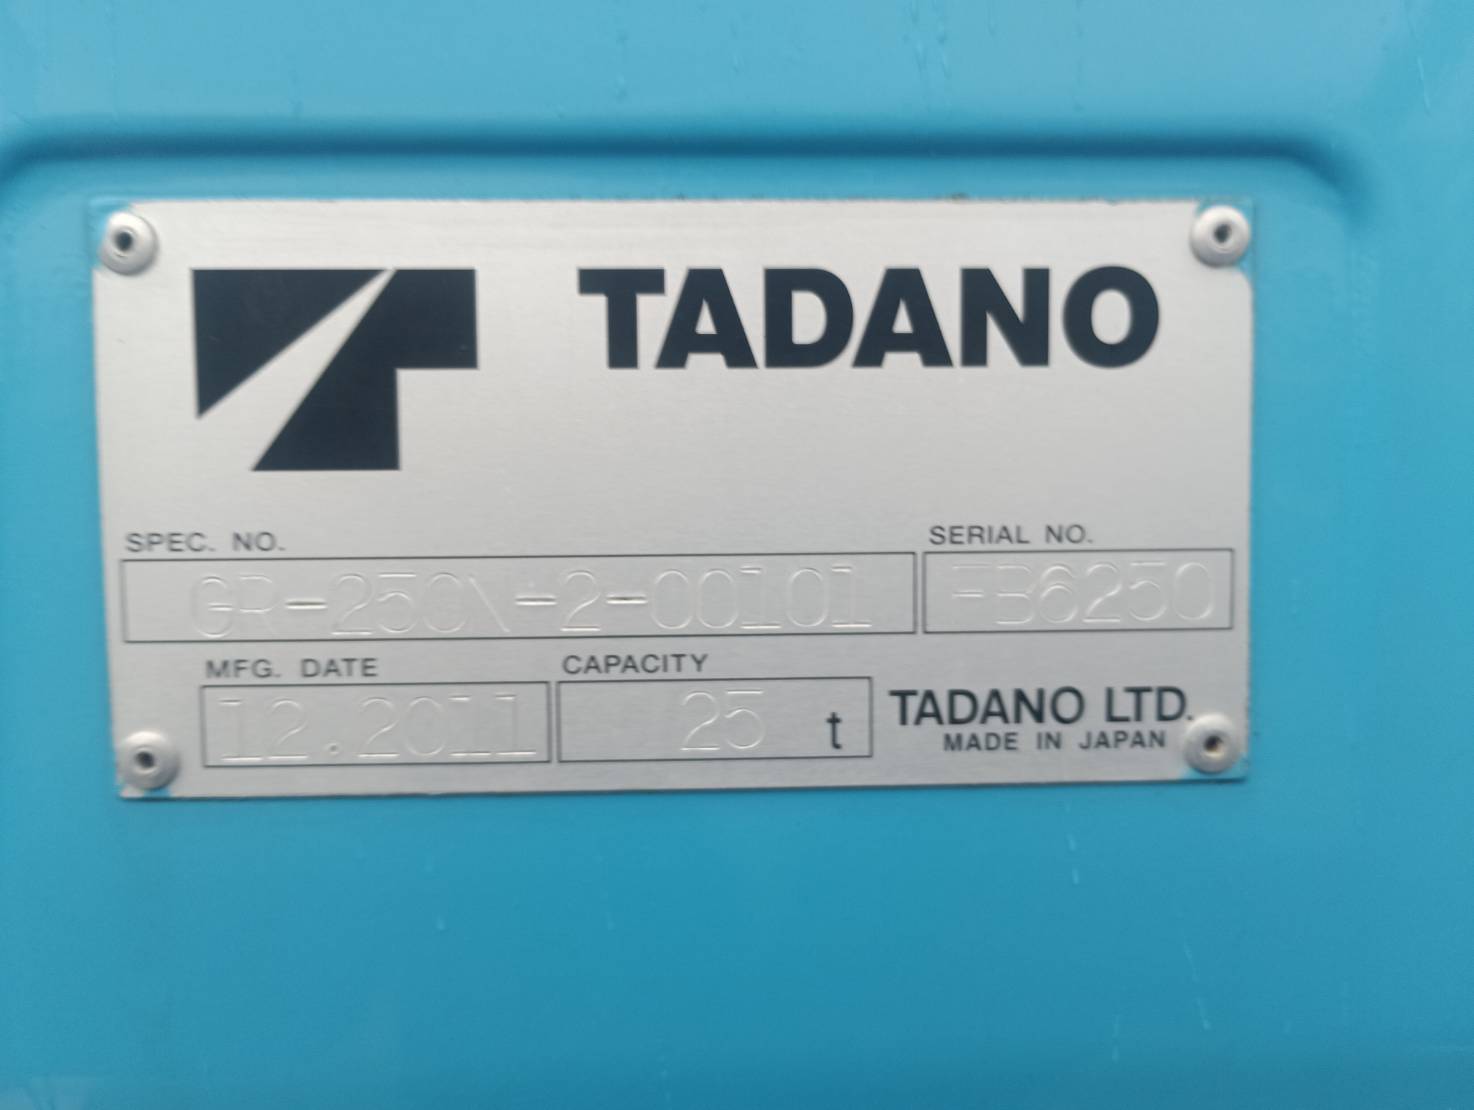 TADANO
SPEC. NO.
GR-250N-2-00101
SERIAL NO.
FB6250
MFG. DATE
12.2011
CAPACITY
25 t
TADANO LTD.
MADE IN JAPAN